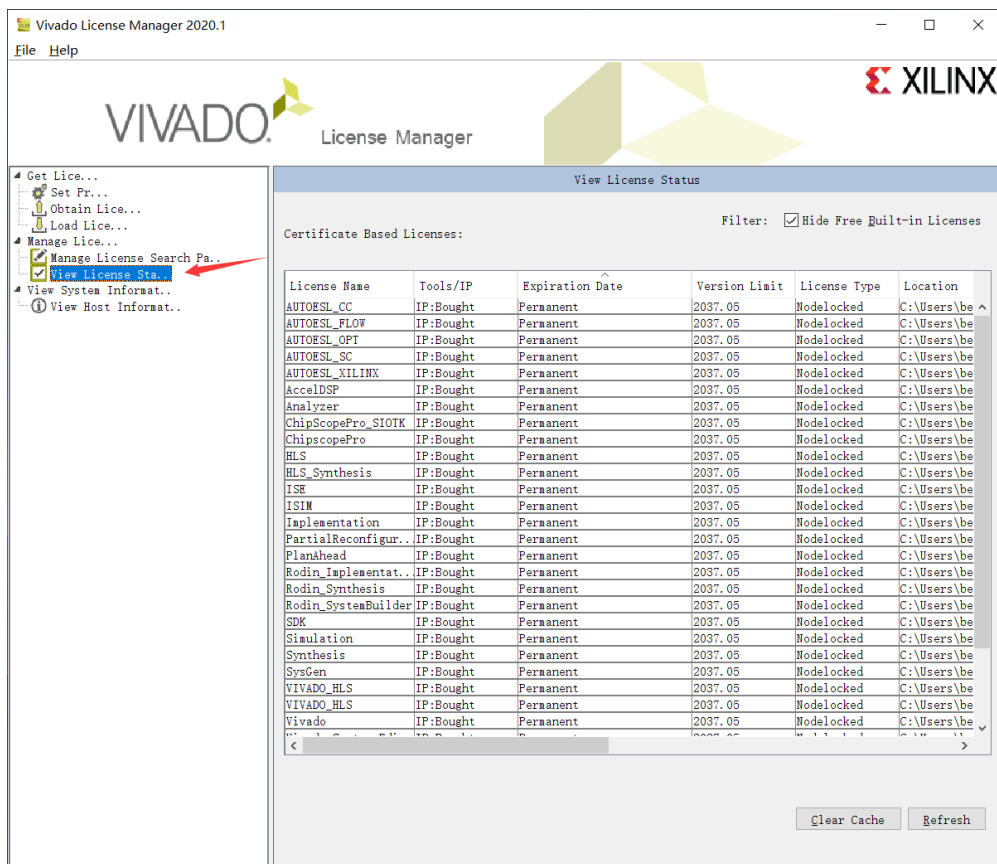 Vivado License Manager 2020.1
File Help
XILINX
VIVADO. License Manager
Get Lice...
Set Pr...
Obtain Lice...
Load Lice...
Manage Lice...
Manage License Search Pa..
View License Sta..
View System Informat..
View Host Informat..
View License Status
Filter: Hide Free Built-in Licenses
Certificate Based Licenses:
License Name Tools/IP Expiration Date Version Limit License Type Location
AUTOESL_CC IP:Bought Permanent 2037.05 Nodelocked C:\Users\be
AUTOESL_FLOW IP:Bought Permanent 2037.05 Nodelocked C:\Users\be
AUTOESL_OPT IP:Bought Permanent 2037.05 Nodelocked C:\Users\be
AUTOESL_SC IP:Bought Permanent 2037.05 Nodelocked C:\Users\be
AUTOESL_XILINX IP:Bought Permanent 2037.05 Nodelocked C:\Users\be
AccelDSP IP:Bought Permanent 2037.05 Nodelocked C:\Users\be
Analyzer IP:Bought Permanent 2037.05 Nodelocked C:\Users\be
ChipScopePro_SIOTK IP:Bought Permanent 2037.05 Nodelocked C:\Users\be
ChipscopePro IP:Bought Permanent 2037.05 Nodelocked C:\Users\be
HLS IP:Bought Permanent 2037.05 Nodelocked C:\Users\be
HLS_Synthesis IP:Bought Permanent 2037.05 Nodelocked C:\Users\be
ISE IP:Bought Permanent 2037.05 Nodelocked C:\Users\be
ISIM IP:Bought Permanent 2037.05 Nodelocked C:\Users\be
Implementation IP:Bought Permanent 2037.05 Nodelocked C:\Users\be
PartialReconfigur... IP:Bought Permanent 2037.05 Nodelocked C:\Users\be
PlanAhead IP:Bought Permanent 2037.05 Nodelocked C:\Users\be
Rodin_Implementat... IP:Bought Permanent 2037.05 Nodelocked C:\Users\be
Rodin_Synthesis IP:Bought Permanent 2037.05 Nodelocked C:\Users\be
Rodin_SystemBuilder IP:Bought Permanent 2037.05 Nodelocked C:\Users\be
SDK IP:Bought Permanent 2037.05 Nodelocked C:\Users\be
Simulation IP:Bought Permanent 2037.05 Nodelocked C:\Users\be
Synthesis IP:Bought Permanent 2037.05 Nodelocked C:\Users\be
SysGen IP:Bought Permanent 2037.05 Nodelocked C:\Users\be
VIVADO_HLS IP:Bought Permanent 2037.05 Nodelocked C:\Users\be
VIVADO_HLS IP:Bought Permanent 2037.05 Nodelocked C:\Users\be
Vivado IP:Bought Permanent 2037.05 Nodelocked C:\Users\be
Clear Cache Refresh